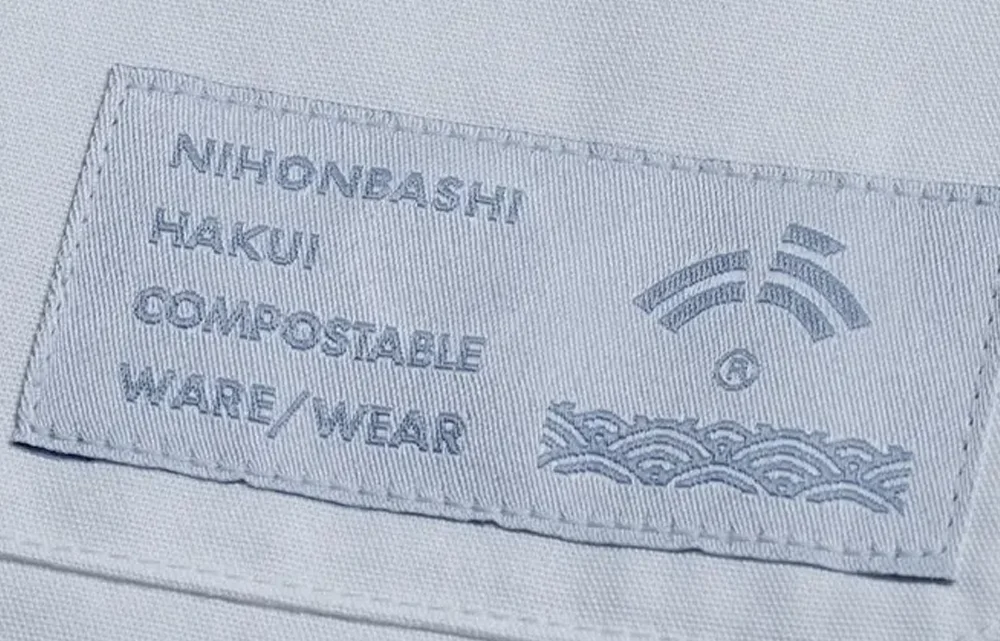 NIHONBASHI
HAKUI
COMPOSTABLE
WARE/WEAR
®